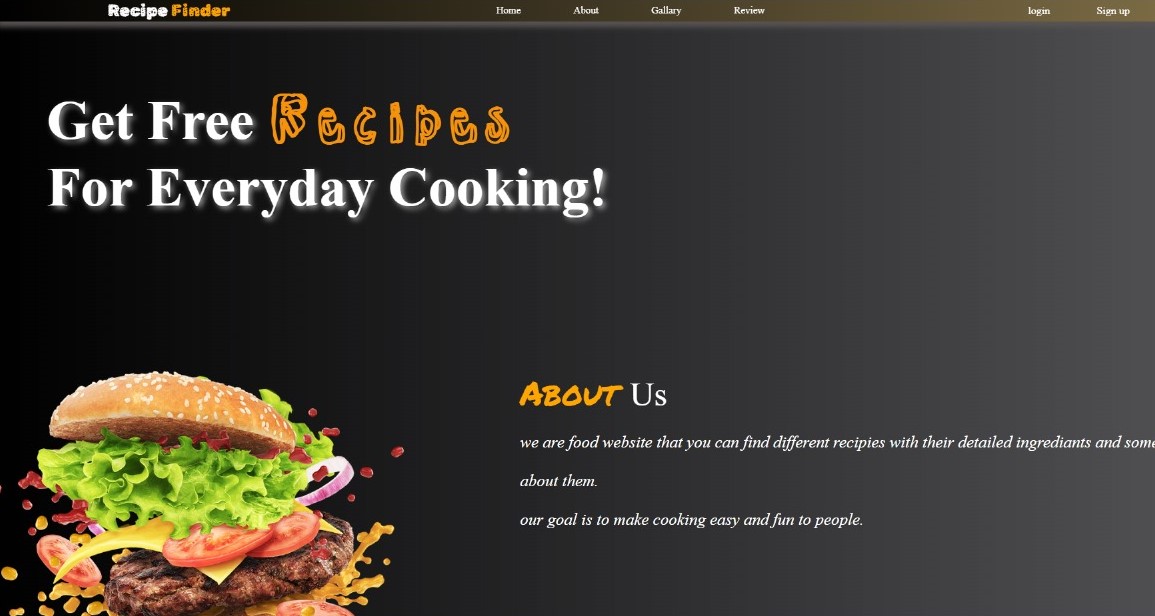 Recipe Finder Home About Gallary Review login Sign up
Get Free Recipes
For Everyday Cooking!
About Us
we are food website that you can find different recipies with their detailed ingrediants and some
about them.
our goal is to make cooking easy and fun to people.